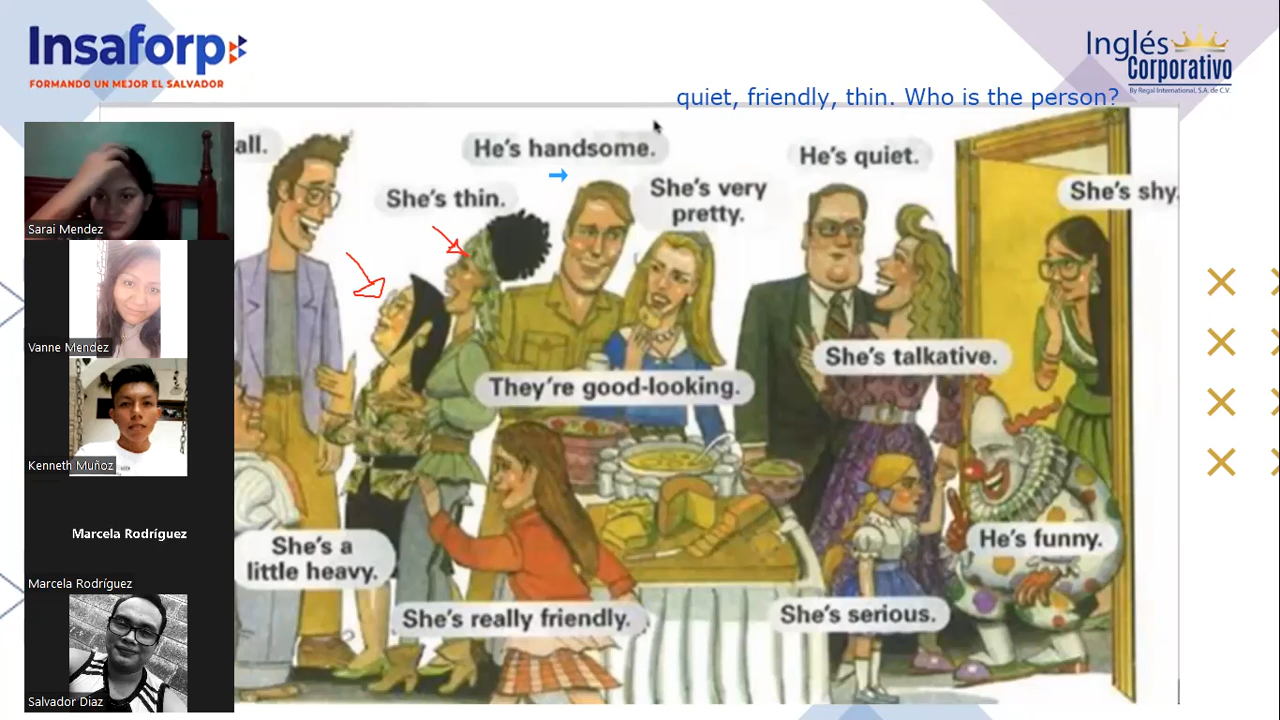 Insaforp
FORMANDO UN MEJOR EL SALVADOR
Inglés
Corporativo
By Regal International, S.A. de C.V.
quiet, friendly, thin. Who is the person?
all.
He's handsome.
He's quiet.
She's thin.
She's very
pretty.
She's shy.
They're good-looking.
She's talkative.
She's a
little heavy.
He's funny.
She's really friendly.
She's serious.
Sarai Mendez
Vanne Mendez
Kenneth Muñoz
Marcela Rodríguez
Marcela Rodríguez
Salvador Diaz